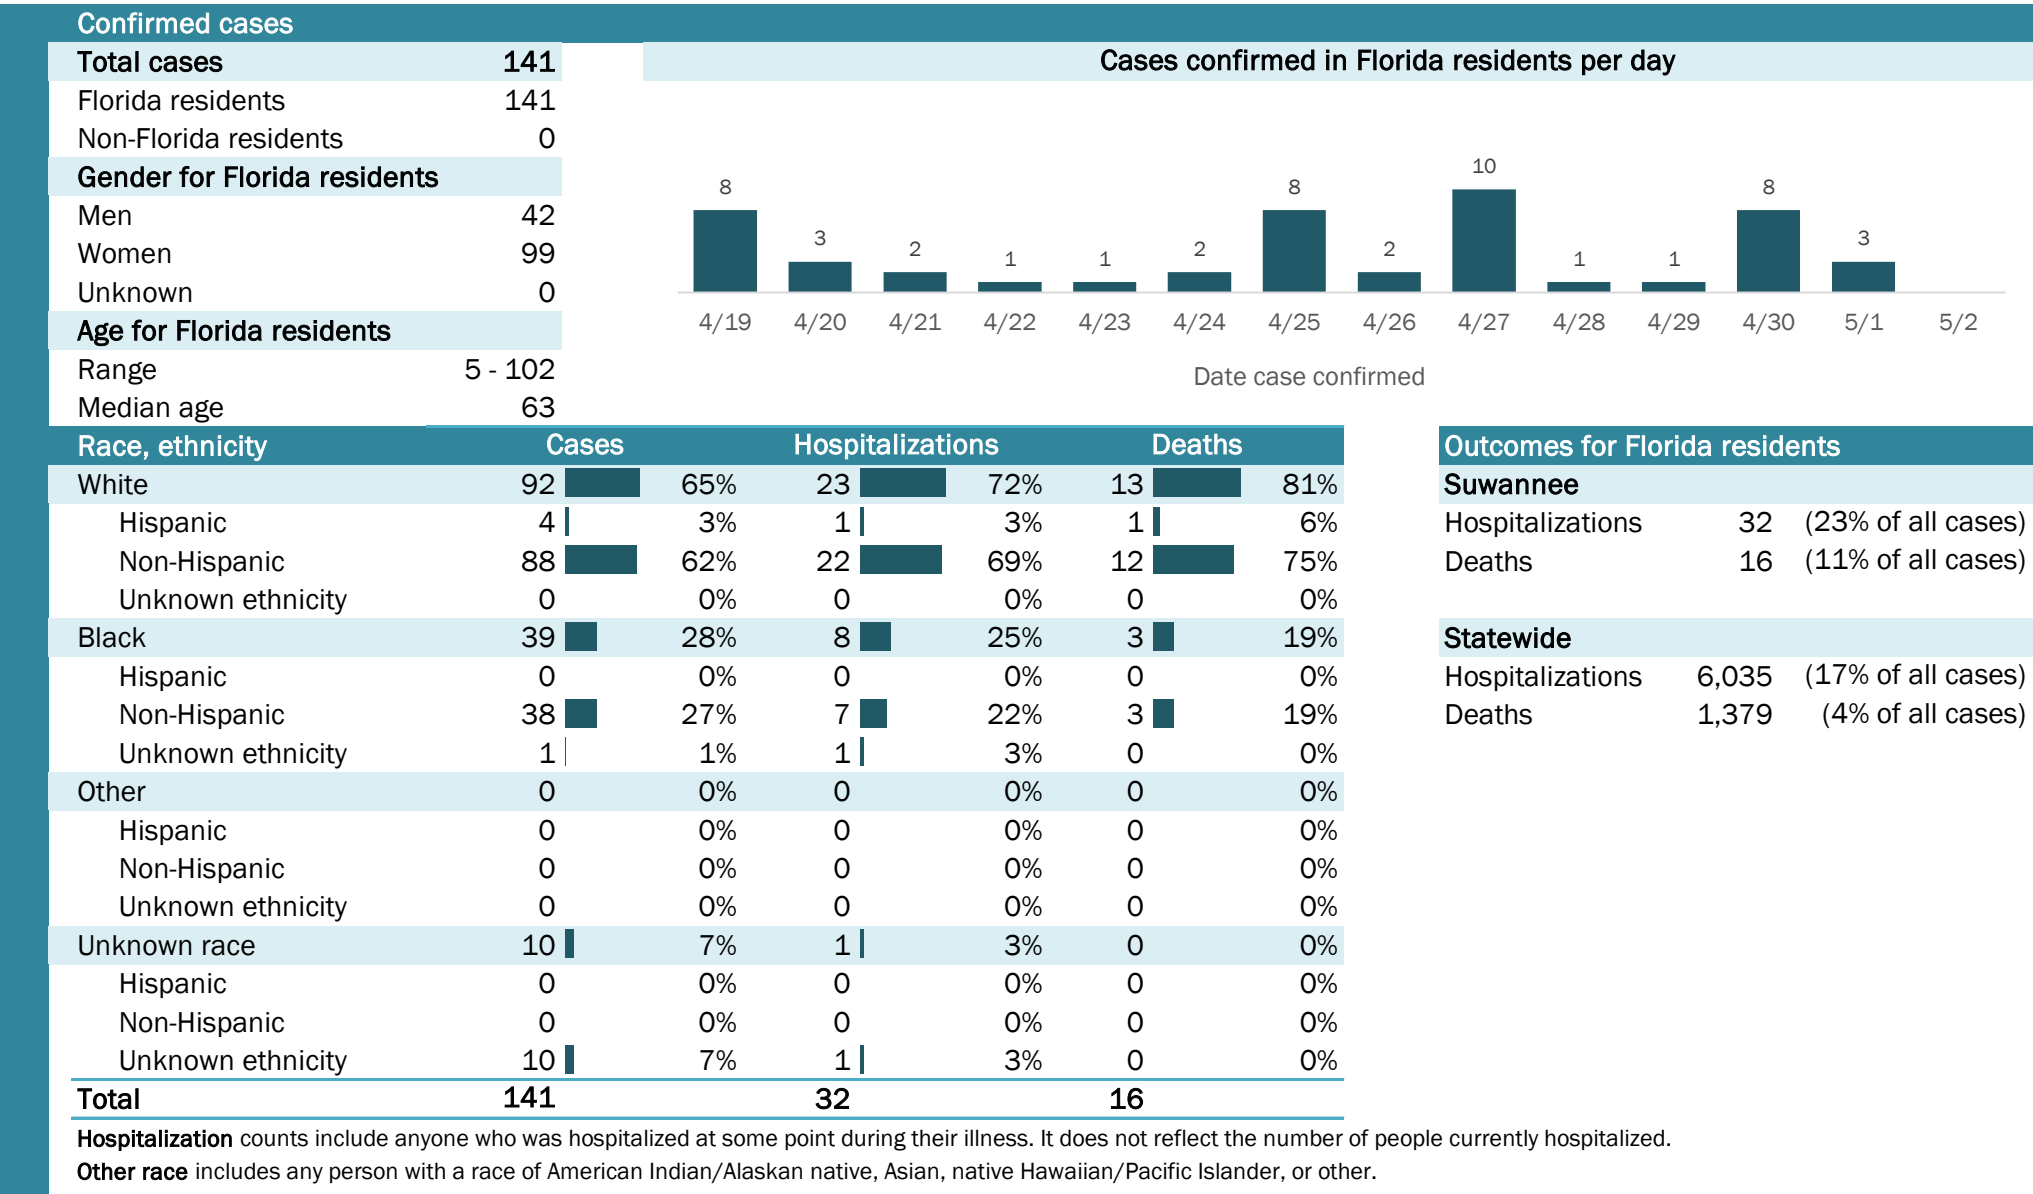 Confirmed cases
Total cases 141
Florida residents 141
Non-Florida residents 0
Gender for Florida residents
Men 42
Women 99
Unknown 0
Age for Florida residents
Range 5 - 102
Median age 63
Cases confirmed in Florida residents per day
8 3 2 1 1 2 8 2 10 1 1 8 3
4/19 4/20 4/21 4/22 4/23 4/24 4/25 4/26 4/27 4/28 4/29 4/30 5/1 5/2
Date case confirmed
Race, ethnicity Cases Hospitalizations Deaths
White 92 65% 23 72% 13 81%
Hispanic 4 3% 1 3% 1 6%
Non-Hispanic 88 62% 22 69% 12 75%
Unknown ethnicity 0 0% 0 0% 0 0%
Black 39 28% 8 25% 3 19%
Hispanic 0 0% 0 0% 0 0%
Non-Hispanic 38 27% 7 22% 3 19%
Unknown ethnicity 1 1% 1 3% 0 0%
Other 0 0% 0 0% 0 0%
Hispanic 0 0% 0 0% 0 0%
Non-Hispanic 0 0% 0 0% 0 0%
Unknown ethnicity 0 0% 0 0% 0 0%
Unknown race 10 7% 1 3% 0 0%
Hispanic 0 0% 0 0% 0 0%
Non-Hispanic 0 0% 0 0% 0 0%
Unknown ethnicity 10 7% 1 3% 0 0%
Total 141 32 16
Outcomes for Florida residents
Suwannee
Hospitalizations 32 (23% of all cases)
Deaths 16 (11% of all cases)
Statewide
Hospitalizations 6,035 (17% of all cases)
Deaths 1,379 (4% of all cases)
Hospitalization counts include anyone who was hospitalized at some point during their illness. It does not reflect the number of people currently hospitalized.
Other race includes any person with a race of American Indian/Alaskan native, Asian, native Hawaiian/Pacific Islander, or other.